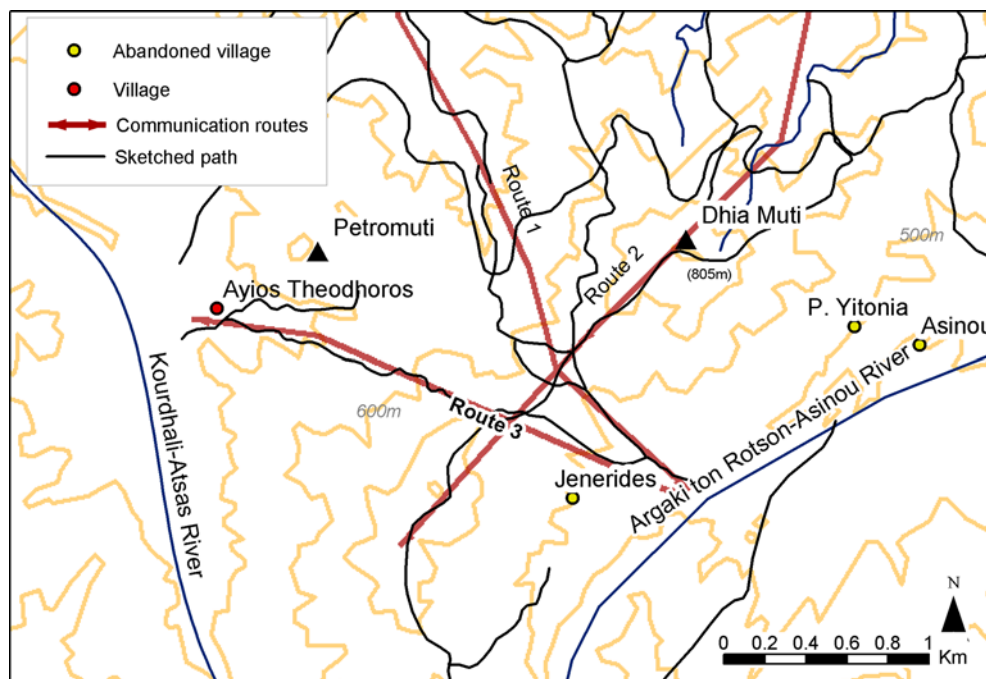 Abandoned village
Village
Communication routes
Sketched path
Route 1
Dhia Muti
Petromuti
500m
Route 2
(805m)
Ayios Theodhoros
P. Yitonia
Asinou
Kourdhali-Atsas River
600m
Route 3
Argaki ton Rotson-Asinou River
Jenerides
N
0 0.2 0.4 0.6 0.8 1
Km